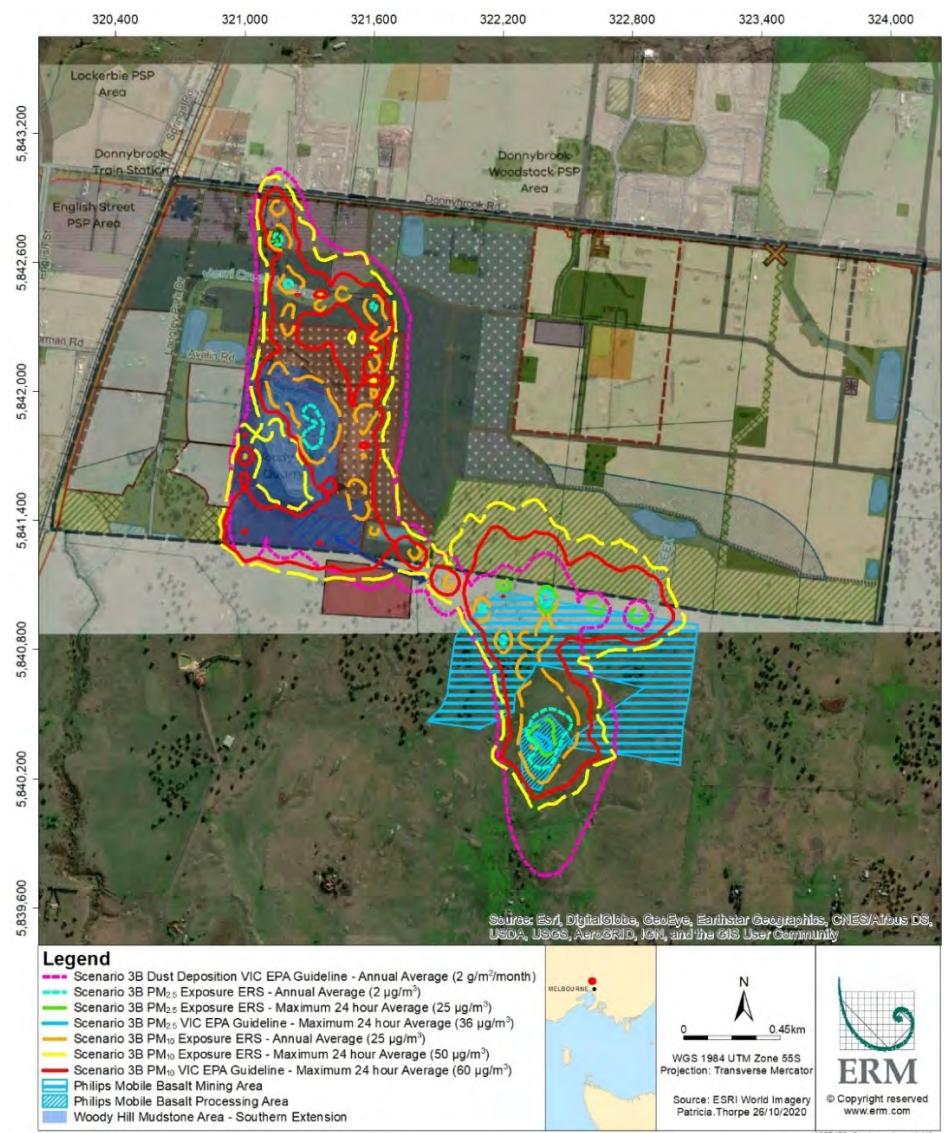 320,400 321,000 321,600 322,200 322,800 323,400 324,000
5,843,200
5,842,600
5,842,000
5,841,400
5,840,800
5,840,200
5,839,600
Lockerbie PSP
Area
Donnybrook
Train Station
English Street
PSP Area
Donnybrook
Woodstock PSP
Area
Donnybrook Rd
Langley Park Dr
Avalin Rd
Source: Esri, DigitalGlobe, GeoEye, Earthstar Geographics, CNES/Airbus DS,
USDA, USGS, AeroGRID, IGN, and the GIS User Community
Legend
Scenario 3B Dust Deposition VIC EPA Guideline - Annual Average (2 g/m²/month)
Scenario 3B PM₂.₅ Exposure ERS - Annual Average (2 µg/m³)
Scenario 3B PM₂.₅ Exposure ERS - Maximum 24 hour Average (25 µg/m³)
Scenario 3B PM₂.₅ VIC EPA Guideline - Maximum 24 hour Average (36 µg/m³)
Scenario 3B PM₁₀ Exposure ERS - Annual Average (25 µg/m³)
Scenario 3B PM₁₀ Exposure ERS - Maximum 24 hour Average (50 µg/m³)
Scenario 3B PM₁₀ VIC EPA Guideline - Maximum 24 hour Average (60 µg/m³)
Philips Mobile Basalt Mining Area
Philips Mobile Basalt Processing Area
Woody Hill Mudstone Area - Southern Extension
MELBOURNE
N
0 0.45km
WGS 1984 UTM Zone 55S
Projection: Transverse Mercator
Source: ESRI World Imagery
Patricia.Thorpe 26/10/2020
ERM
© Copyright reserved
www.erm.com